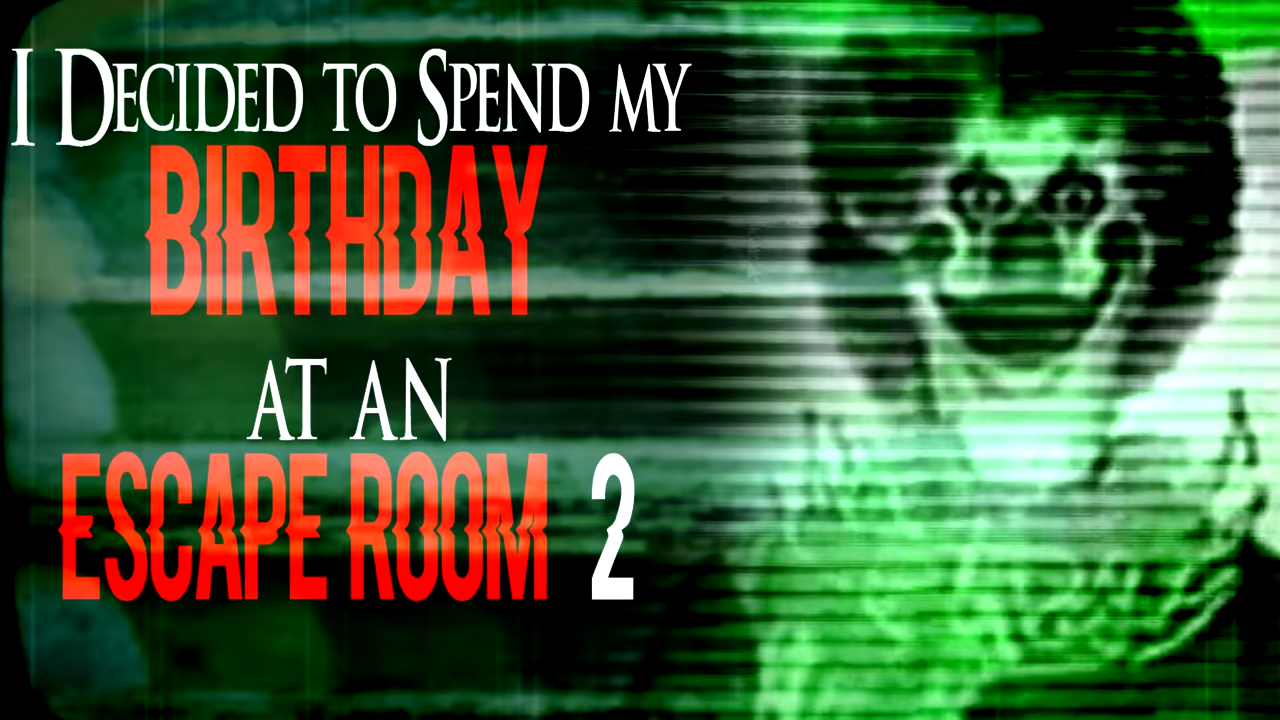 I DECIDED TO SPEND MY
BIRTHDAY
AT AN
ESCAPE ROOM 2